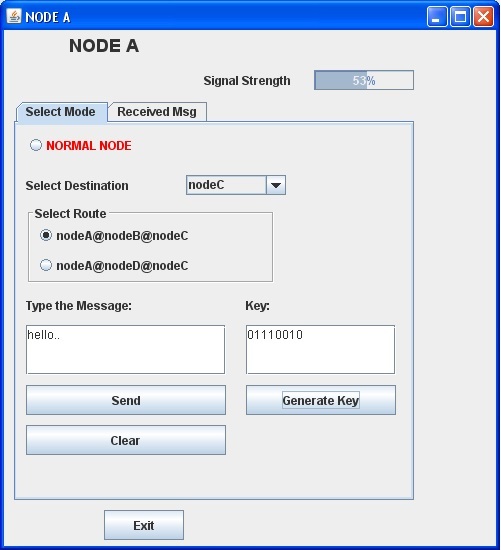 NODE A
NODE A
Signal Strength 53%
Select Mode Received Msg
NORMAL NODE
Select Destination nodeC
Select Route
nodeA@nodeB@nodeC
nodeA@nodeD@nodeC
Type the Message: Key:
hello.. 01110010
Send Generate Key
Clear
Exit